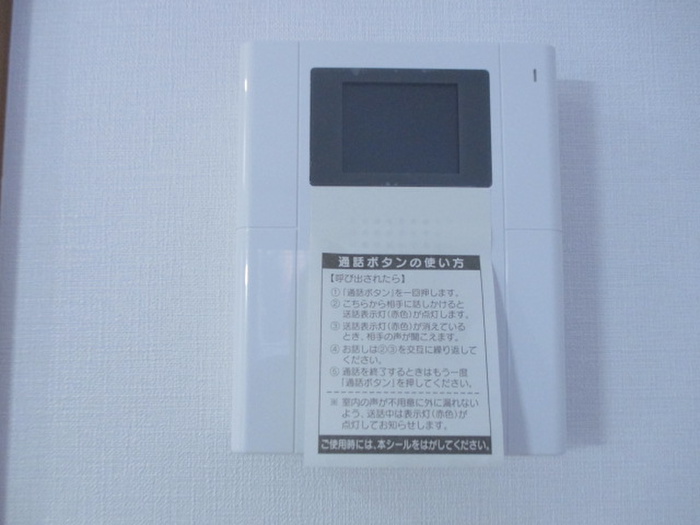 通話ボタンの使い方
【呼び出されたら】
①「通話ボタン」を一回押します。
②こちらから相手に話しかけると
送話表示灯(赤色)が点灯します。
③送話表示灯(赤色)が消えている
とき、相手の声が聞こえます。
④お話しは②③を交互に繰り返して
ください。
⑤通話を終了するときはもう一度
「通話ボタン」を押してください。
※室内の声が不用意に外に漏れない
よう、送話中は表示灯(赤色)が
点灯してお知らせします。
ご使用時には、本シールをはがしてください。